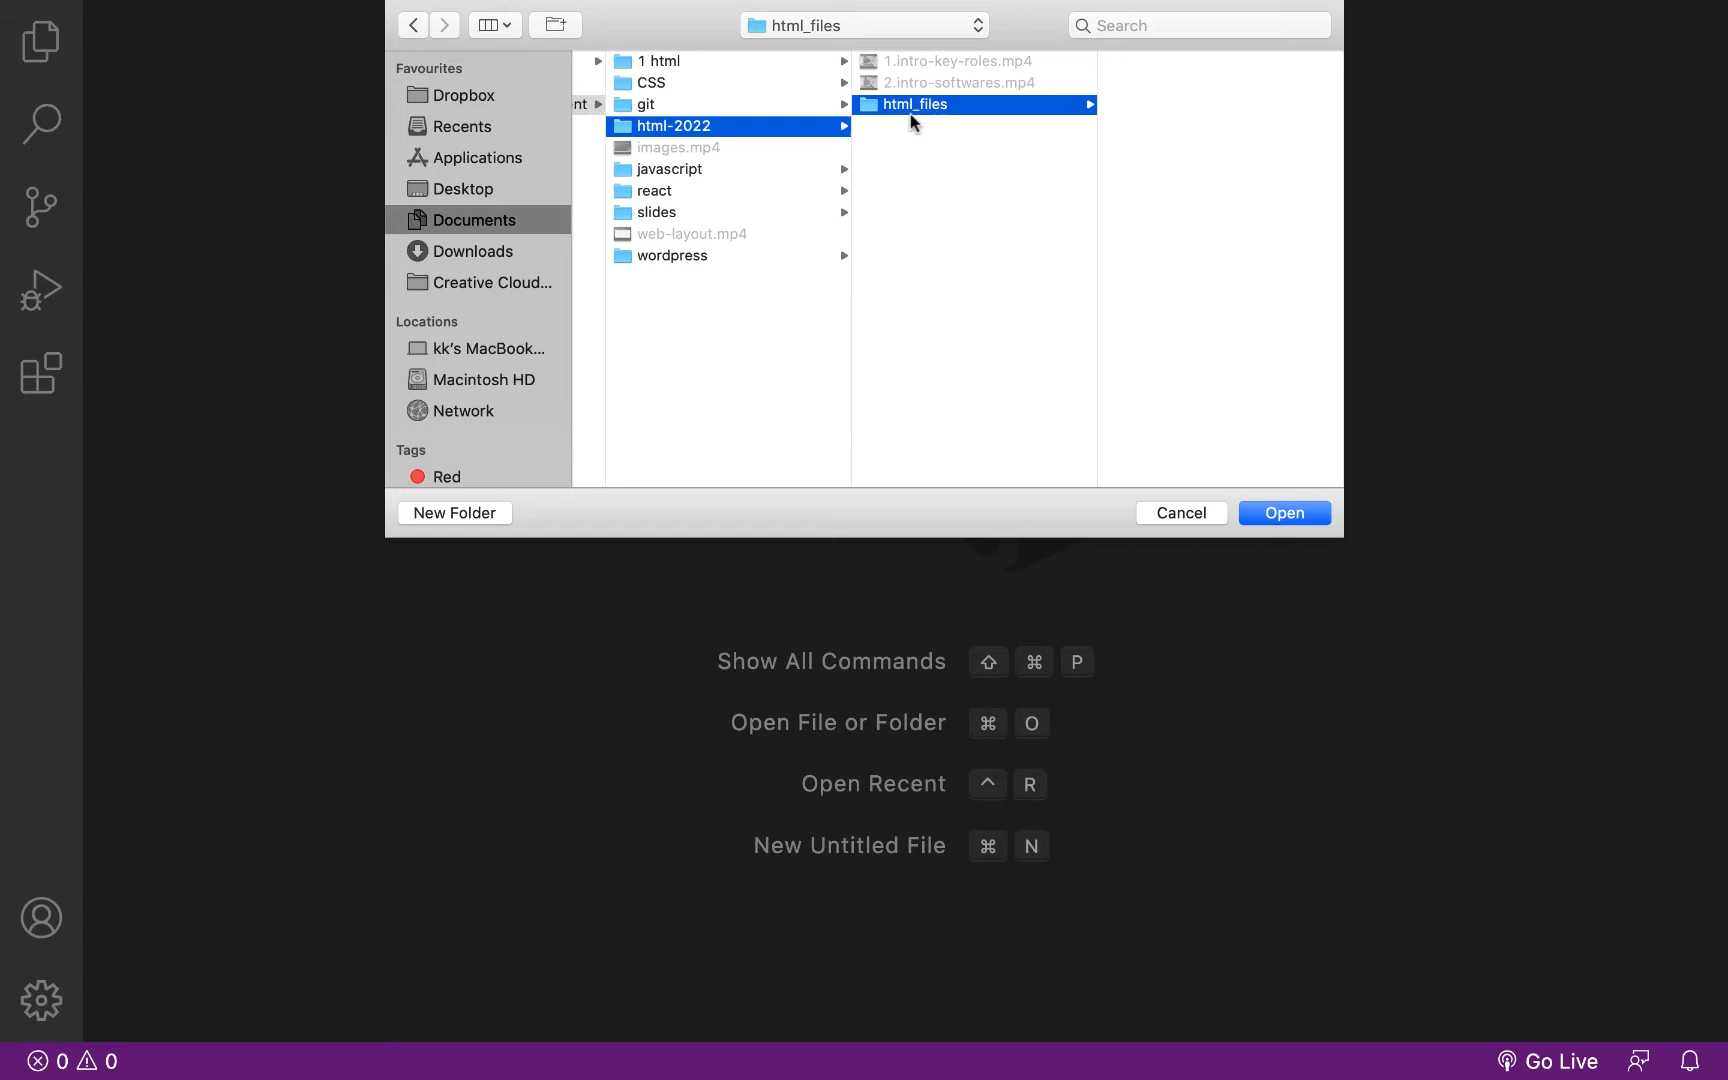 html_files
Search
Favourites
Dropbox
Recents
Applications
Desktop
Documents
Downloads
Creative Cloud...
Locations
kk's MacBook...
Macintosh HD
Network
Tags
Red
nt
1 html
CSS
git
html-2022
images.mp4
javascript
react
slides
web-layout.mp4
wordpress
1.intro-key-roles.mp4
2.intro-softwares.mp4
html_files
New Folder
Cancel
Open
Show All Commands ⇧ ⌘ P
Open File or Folder ⌘ O
Open Recent ^ R
New Untitled File ⌘ N
0 0
Go Live